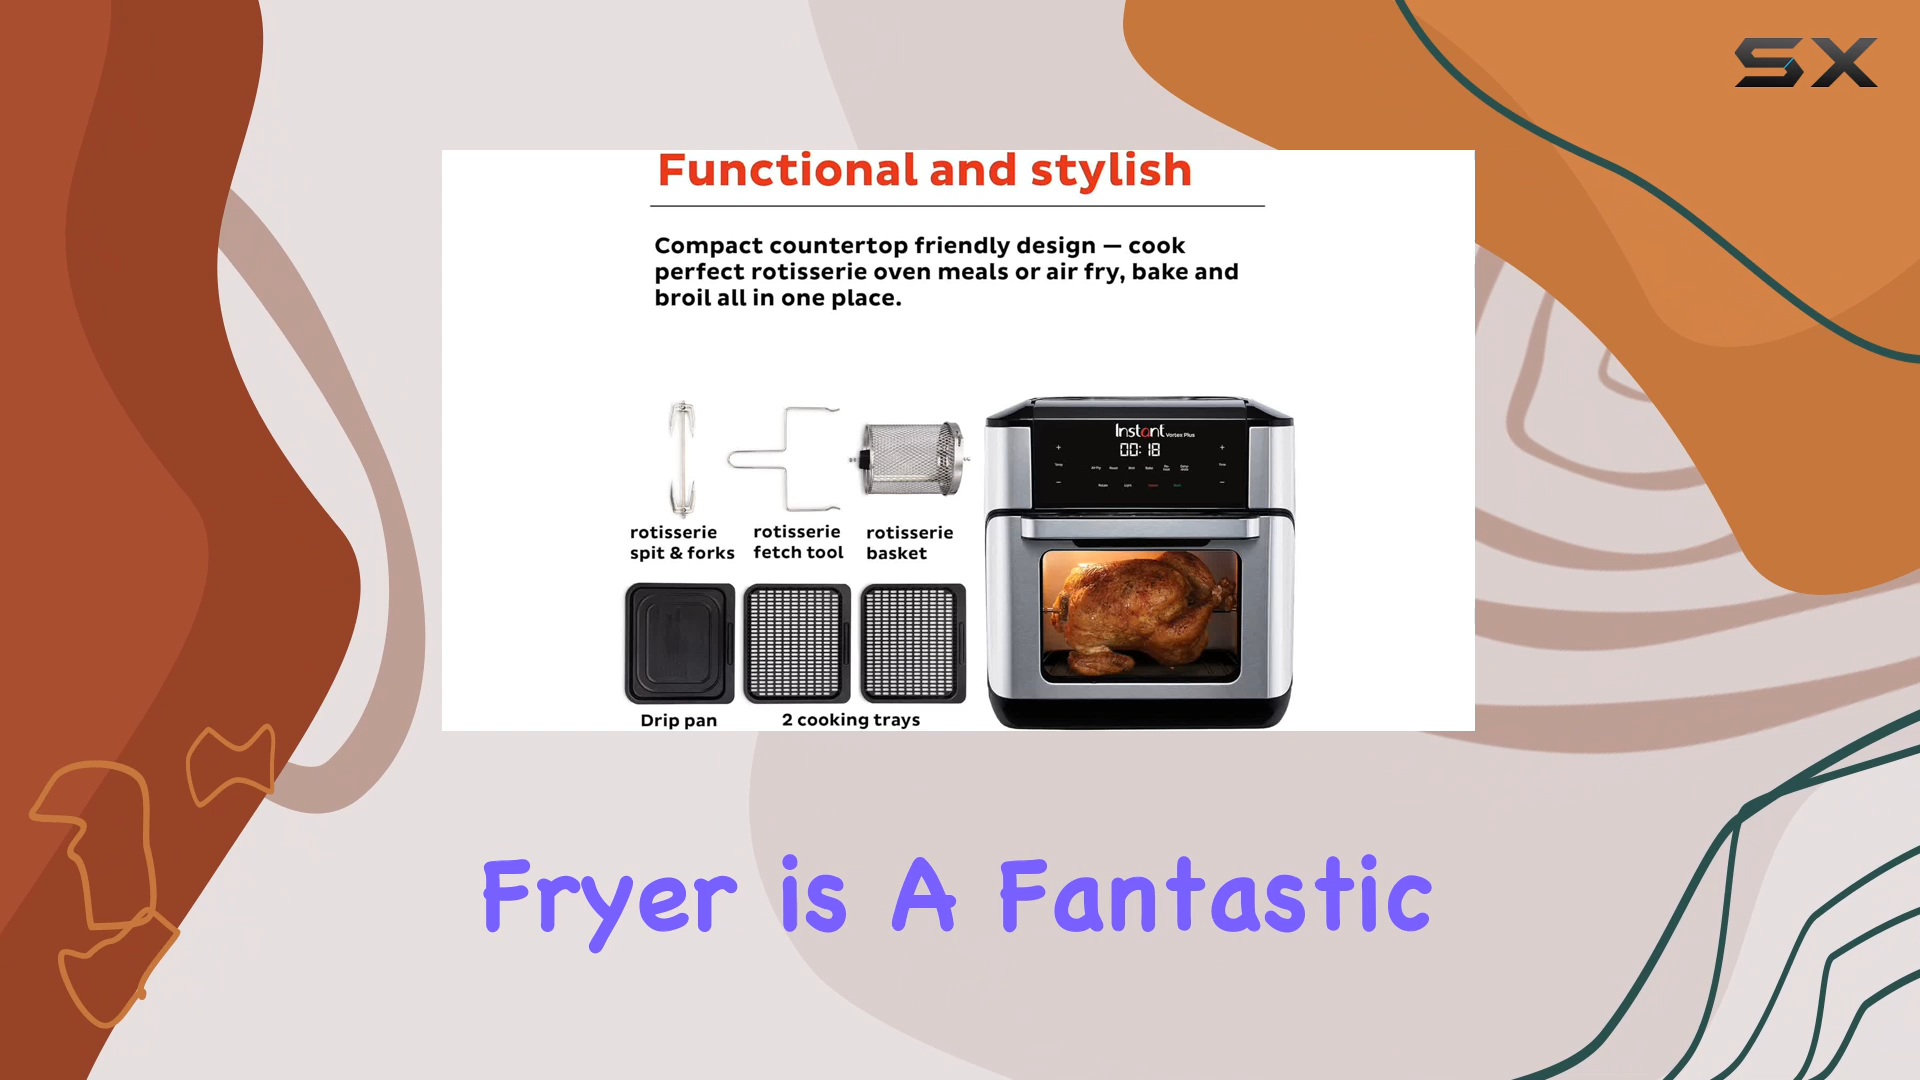 SX
Functional and stylish
Compact countertop friendly design — cook
perfect rotisserie oven meals or air fry, bake and
broil all in one place.
Instant Vortex Plus
00:18
rotisserie
spit & forks
rotisserie
fetch tool
rotisserie
basket
Drip pan
2 cooking trays
Fryer is A Fantastic